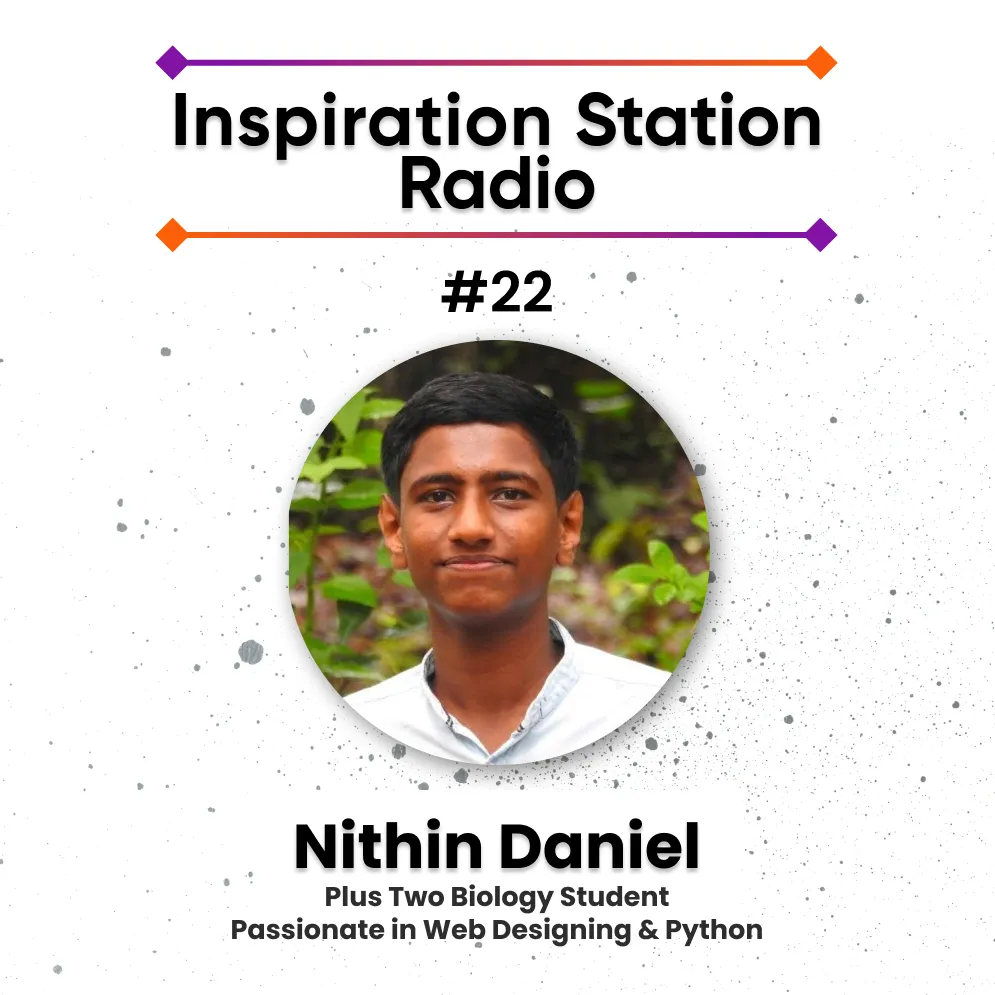 Inspiration Station
Radio
#22
Nithin Daniel
Plus Two Biology Student
Passionate in Web Designing & Python